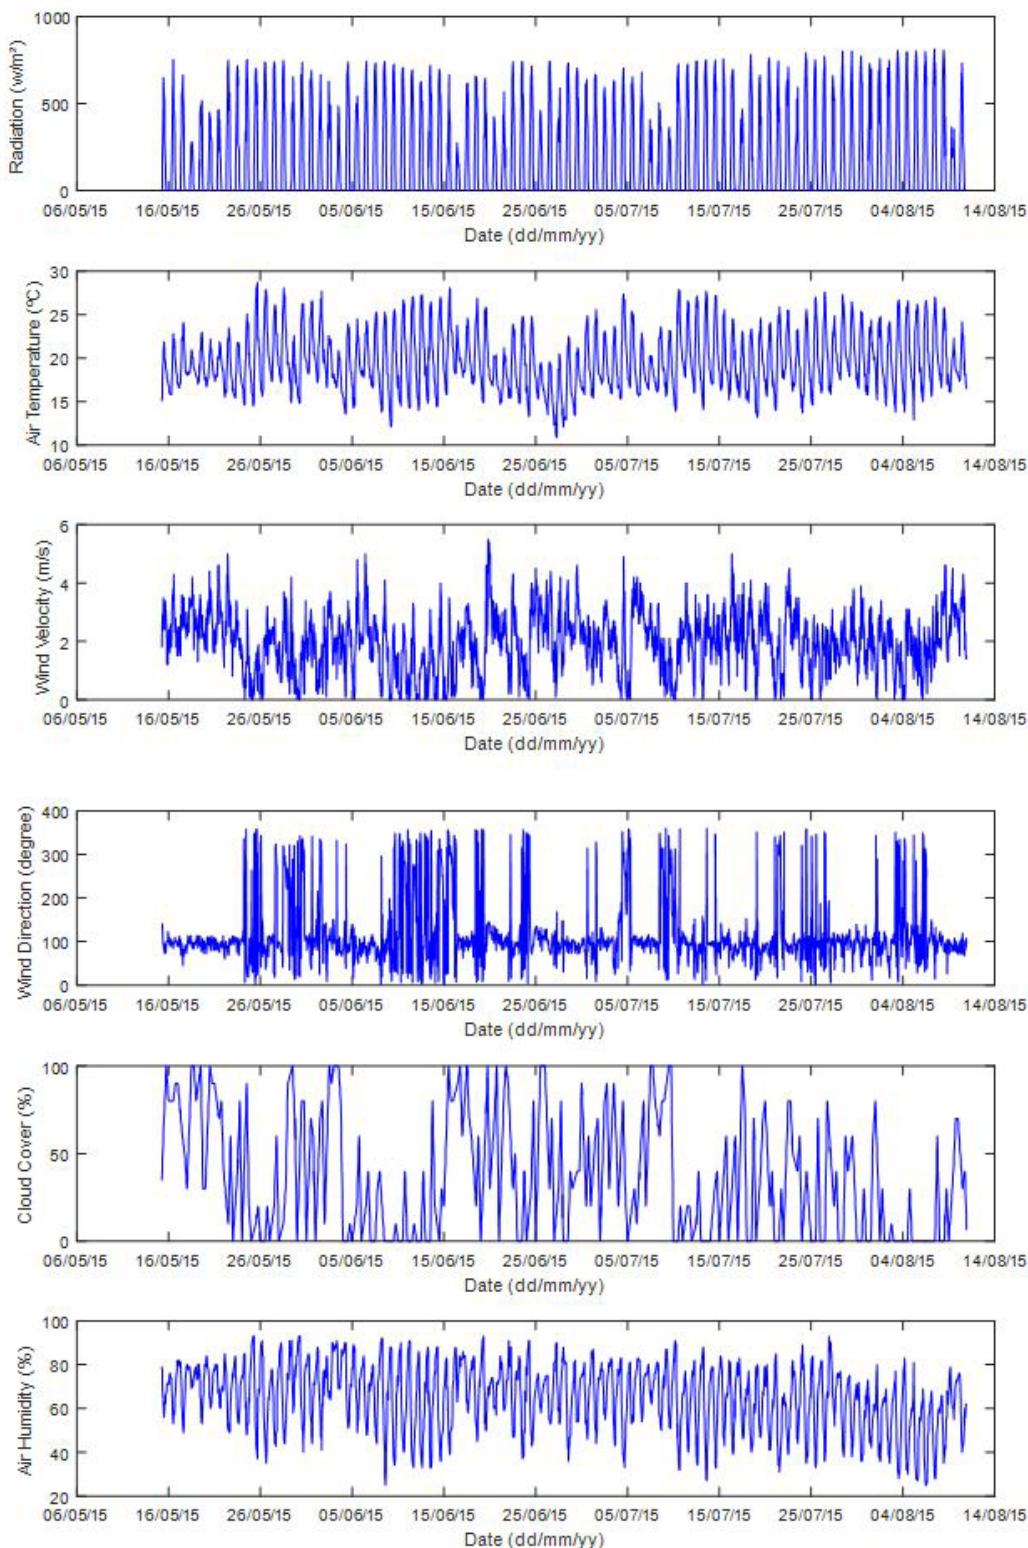 Radiation (w/m²)
1000
500
0
06/05/15 16/05/15 26/05/15 05/06/15 15/06/15 25/06/15 05/07/15 15/07/15 25/07/15 04/08/15 14/08/15
Date (dd/mm/yy)
Air Temperature (ºC)
30
25
20
15
10
06/05/15 16/05/15 26/05/15 05/06/15 15/06/15 25/06/15 05/07/15 15/07/15 25/07/15 04/08/15 14/08/15
Date (dd/mm/yy)
Wind Velocity (m/s)
6
4
2
0
06/05/15 16/05/15 26/05/15 05/06/15 15/06/15 25/06/15 05/07/15 15/07/15 25/07/15 04/08/15 14/08/15
Date (dd/mm/yy)
Wind Direction (degree)
400
300
200
100
0
06/05/15 16/05/15 26/05/15 05/06/15 15/06/15 25/06/15 05/07/15 15/07/15 25/07/15 04/08/15 14/08/15
Date (dd/mm/yy)
Cloud Cover (%)
100
50
0
06/05/15 16/05/15 26/05/15 05/06/15 15/06/15 25/06/15 05/07/15 15/07/15 25/07/15 04/08/15 14/08/15
Date (dd/mm/yy)
Air Humidity (%)
100
80
60
40
20
06/05/15 16/05/15 26/05/15 05/06/15 15/06/15 25/06/15 05/07/15 15/07/15 25/07/15 04/08/15 14/08/15
Date (dd/mm/yy)